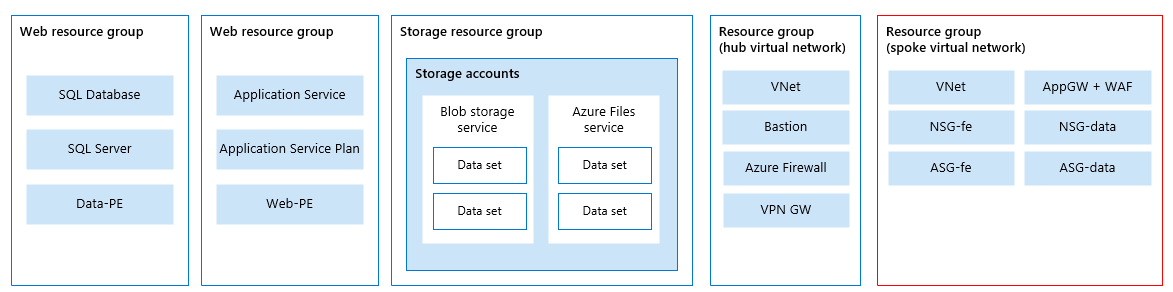 Web resource group
SQL Database
SQL Server
Data-PE
Web resource group
Application Service
Application Service Plan
Web-PE
Storage resource group
Storage accounts
Blob storage
service
Data set
Data set
Azure Files
service
Data set
Data set
Resource group
(hub virtual network)
VNet
Bastion
Azure Firewall
VPN GW
Resource group
(spoke virtual network)
VNet
AppGW + WAF
NSG-fe
NSG-data
ASG-fe
ASG-data